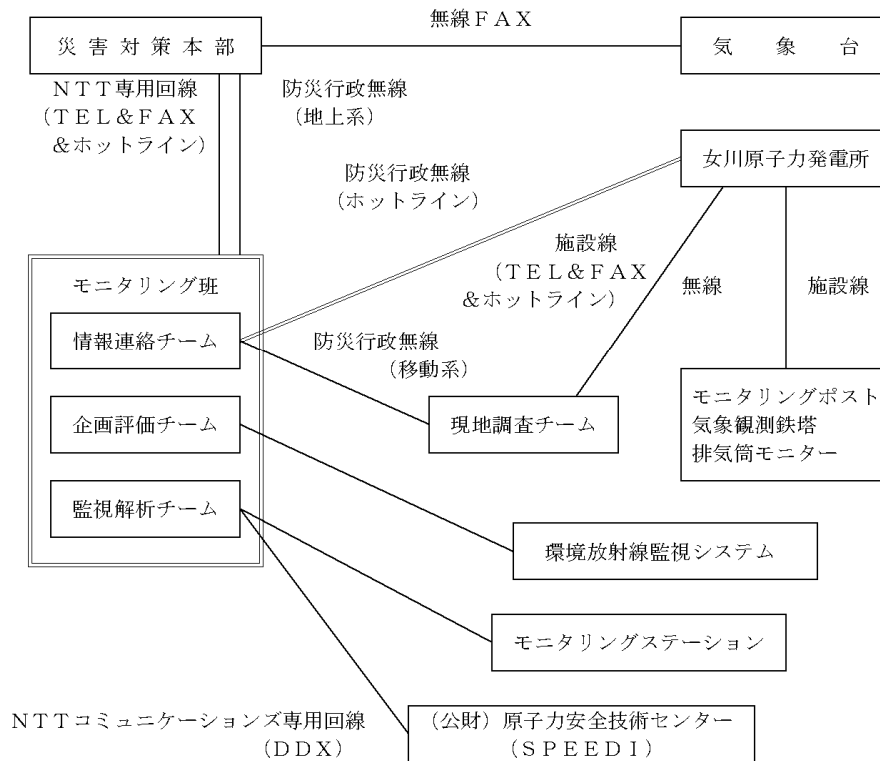 無線ＦＡＸ
災害対策本部
気象台
ＮＴＴ専用回線
（ＴＥＬ＆ＦＡＸ
＆ホットライン）
防災行政無線
（地上系）
女川原子力発電所
防災行政無線
（ホットライン）
施設線
（ＴＥＬ＆ＦＡＸ
＆ホットライン）
無線
施設線
モニタリング班
情報連絡チーム
防災行政無線
（移動系）
企画評価チーム
現地調査チーム
モニタリングポスト
気象観測鉄塔
排気筒モニター
監視解析チーム
環境放射線監視システム
モニタリングステーション
ＮＴＴコミュニケーションズ専用回線
（ＤＤＸ）
（公財）原子力安全技術センター
（ＳＰＥＥＤＩ）